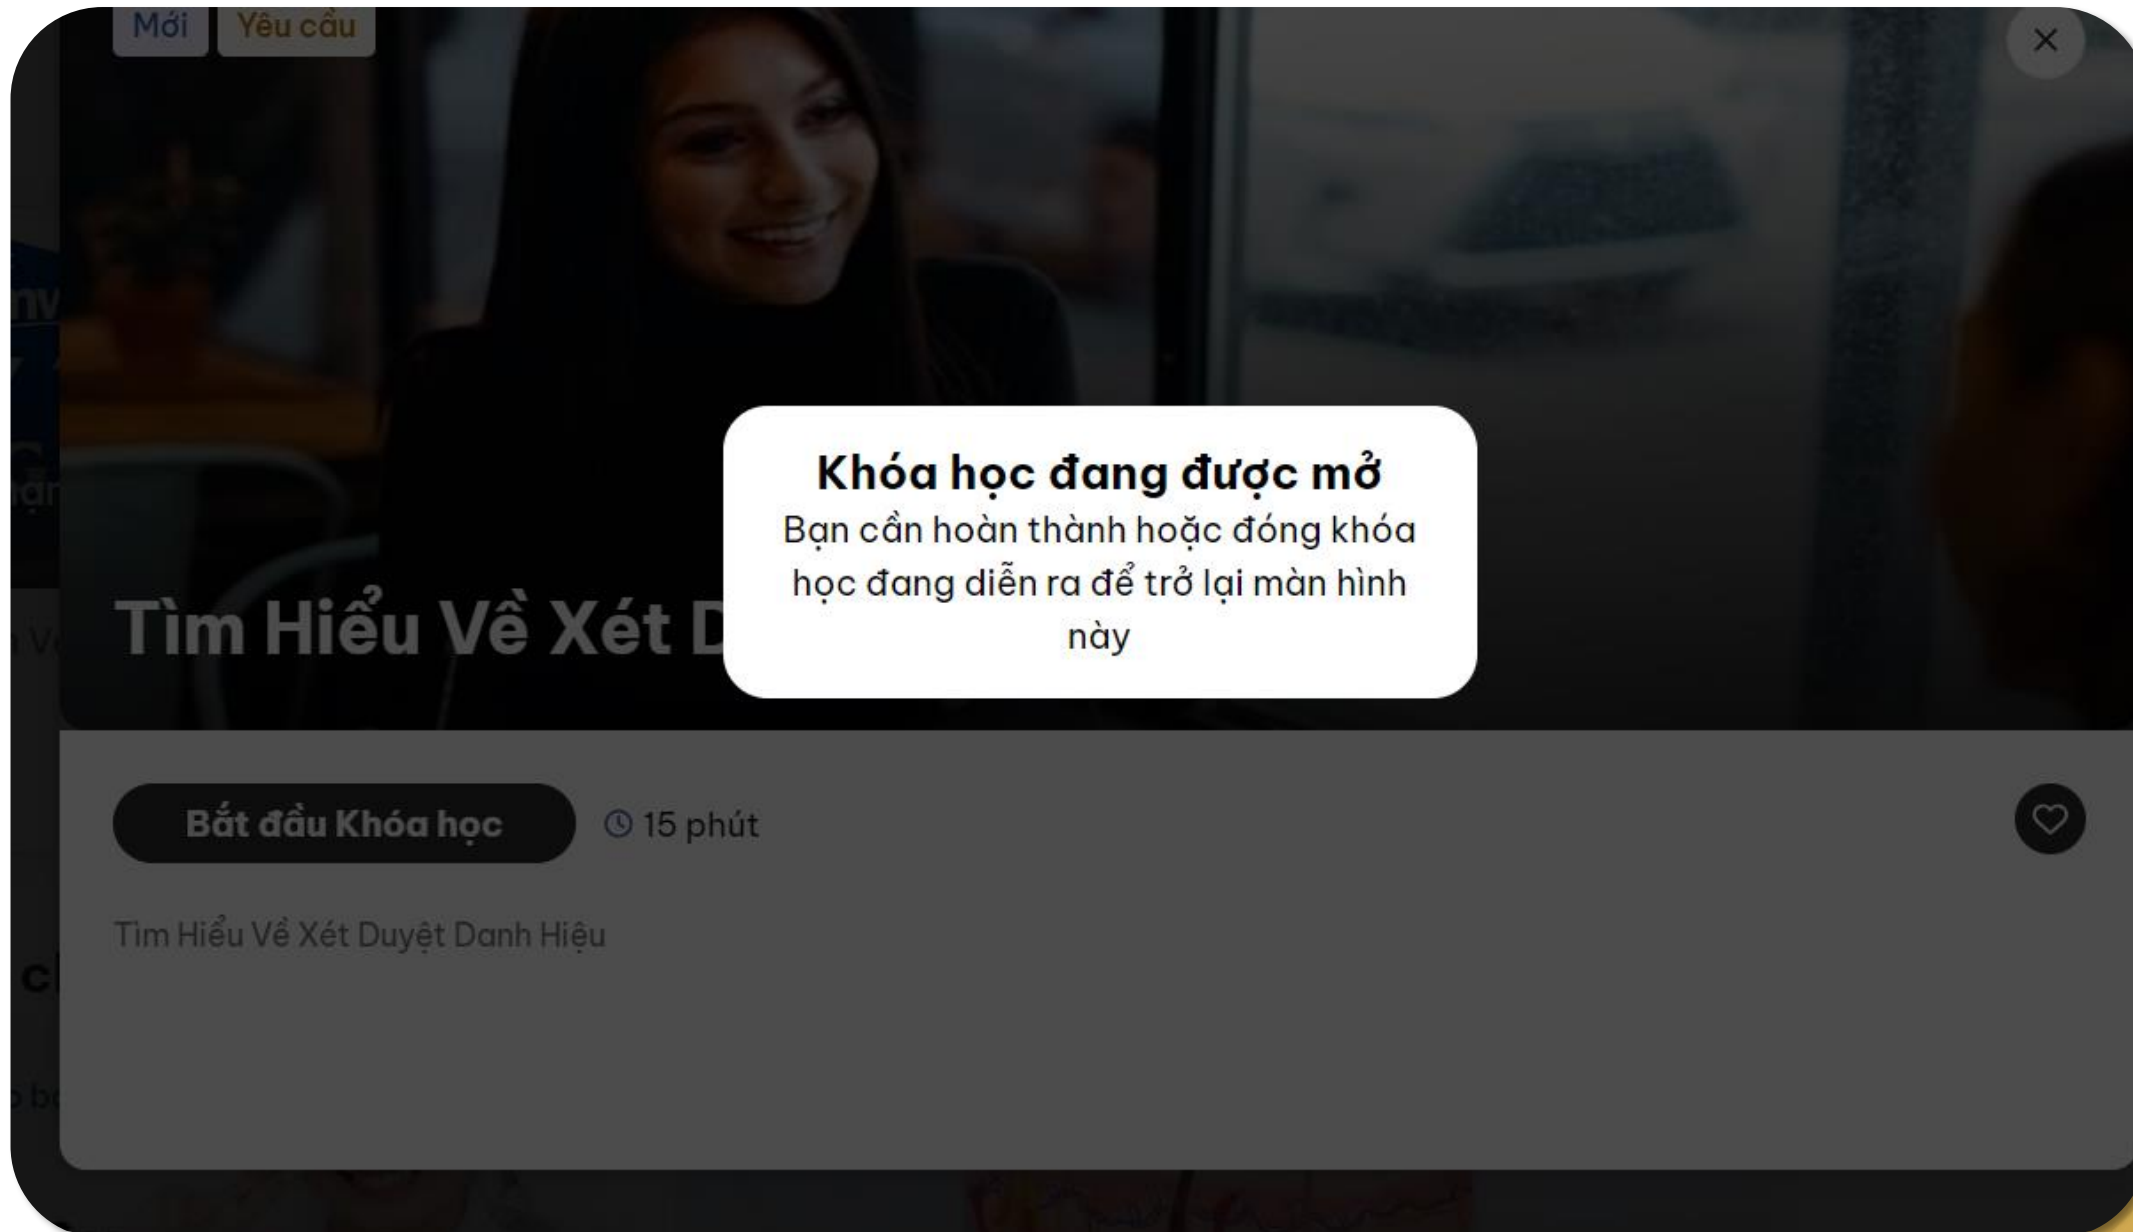 Mới
Yêu cầu
Khóa học đang được mở
Bạn cần hoàn thành hoặc đóng khóa
học đang diễn ra để trở lại màn hình
này
Tìm Hiểu Về Xét
Bắt đầu Khóa học
15 phút
Tìm Hiểu Về Xét Duyệt Danh Hiệu